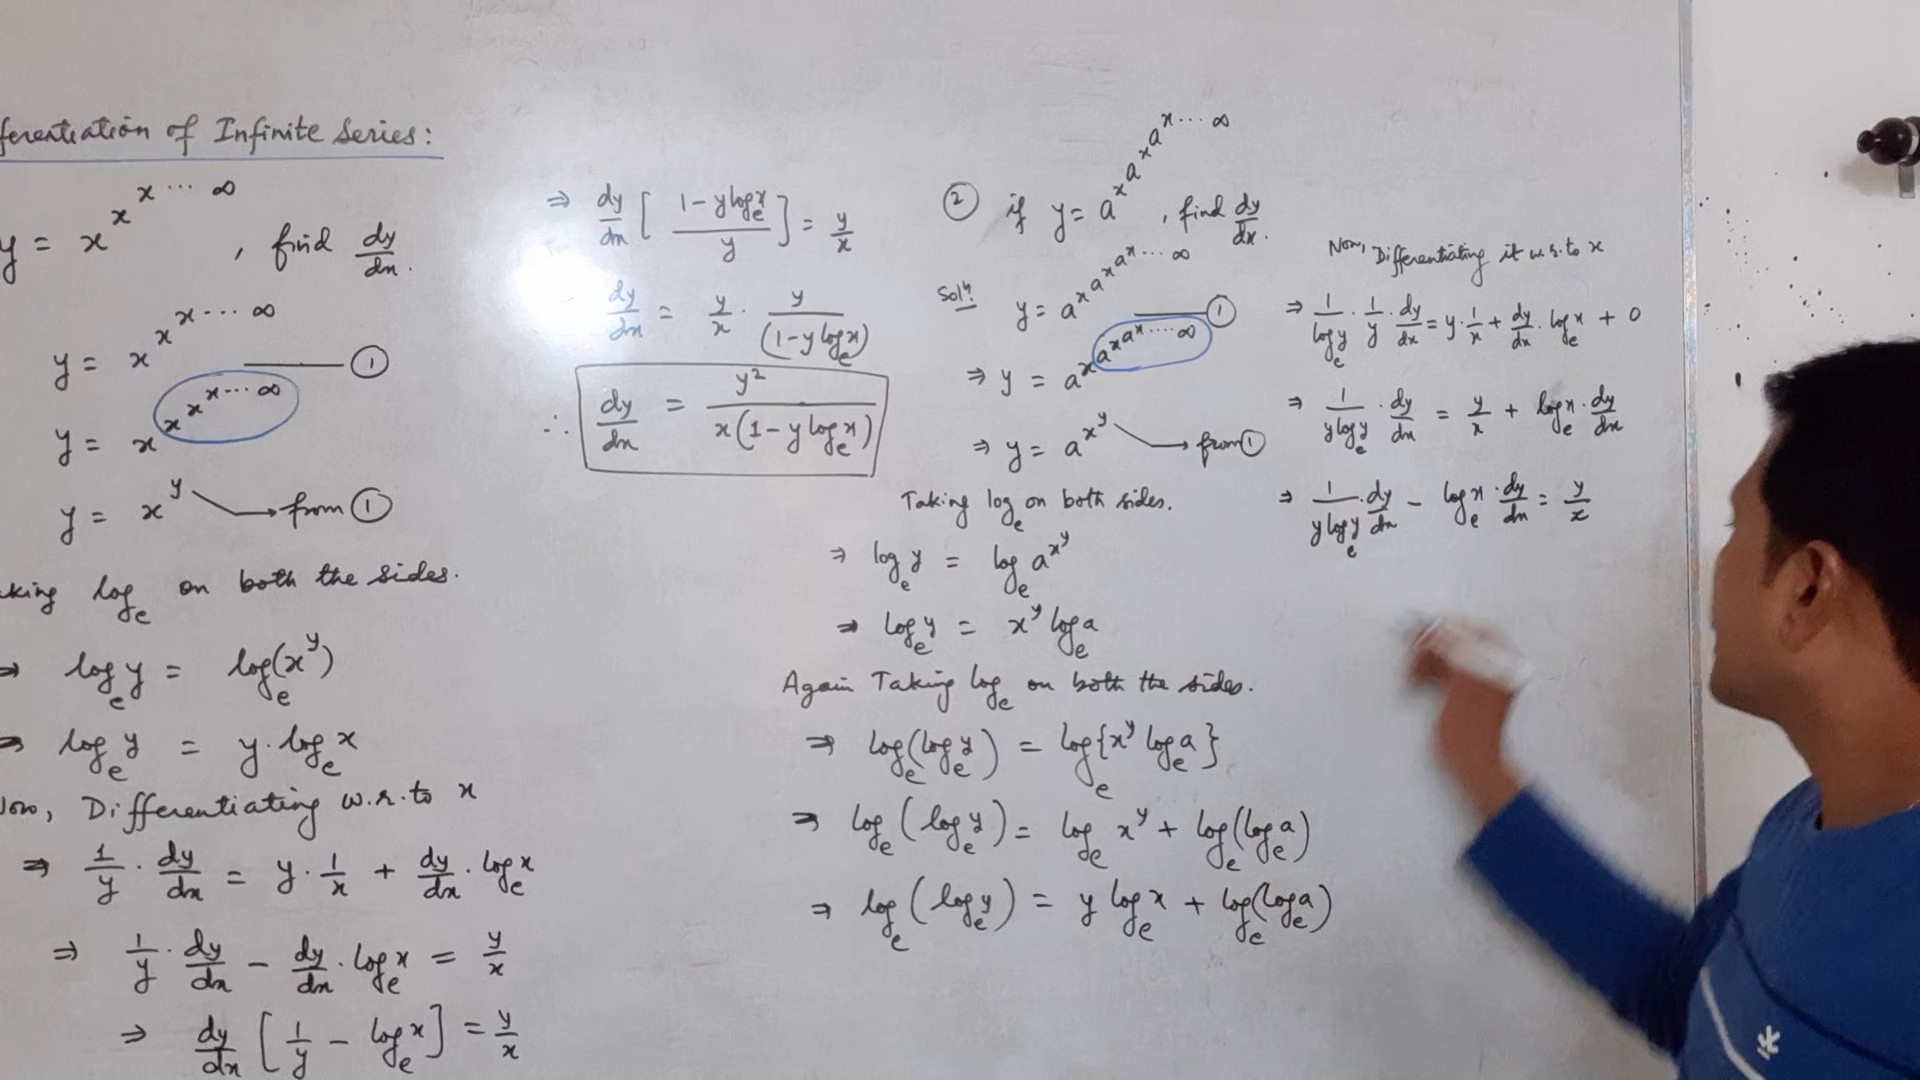 ferentiation of Infinite Series:
y = x^x^x^... ∞ , find dy/dx.
y = x^x^x^... ∞ —— ①
y = x^x^x^x^... ∞
y = x^y → from ①
king log_e on both the sides.
⇒ log_e y = log_e(x^y)
⇒ log_e y = y · log_e x
Now, Differentiating w.r.to x
⇒ 1/y · dy/dx = y · 1/x + dy/dx · log_e x
⇒ 1/y · dy/dx - dy/dx · log_e x = y/x
⇒ dy/dx [1/y - log_e x] = y/x
⇒ dy/dx [(1 - y log_e x)/y] = y/x
dy/dx = y/x · y/(1 - y log_e x)
∴ dy/dx = y²/(x(1 - y log_e x))
② if y = a^x^a^x^a^x... ∞ , find dy/dx.
Solⁿ. y = a^x^a^x^a^x... ∞ —— ①
⇒ y = a^x^a^x^a^x.... ∞
⇒ y = a^x^y → from ①
Taking log_e on both sides.
⇒ log_e y = log_e a^x^y
⇒ log_e y = x^y log_e a
Again Taking log_e on both the sides.
⇒ log_e(log_e y) = log_e{x^y log_e a}
⇒ log_e(log_e y) = log_e x^y + log_e(log_e a)
⇒ log_e(log_e y) = y log_e x + log_e(log_e a)
Now, Differentiating it w.r.to x
⇒ 1/log_e y · 1/y · dy/dx = y · 1/x + dy/dx · log_e x + 0
⇒ 1/(y log_e y) · dy/dx = y/x + log_e x · dy/dx
⇒ 1/(y log_e y) · dy/dx - log_e x · dy/dx = y/x